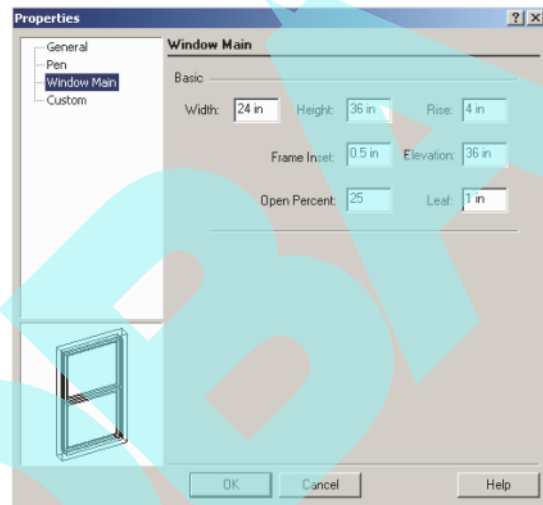 Properties
General
Pen
Window Main
Custom
Window Main
Basic
Width: 24 in Height: 36 in Rise: 4 in
Frame Inset: 0.5 in Elevation: 36 in
Open Percent: 25 Leaf: 1 in
OK Cancel Help